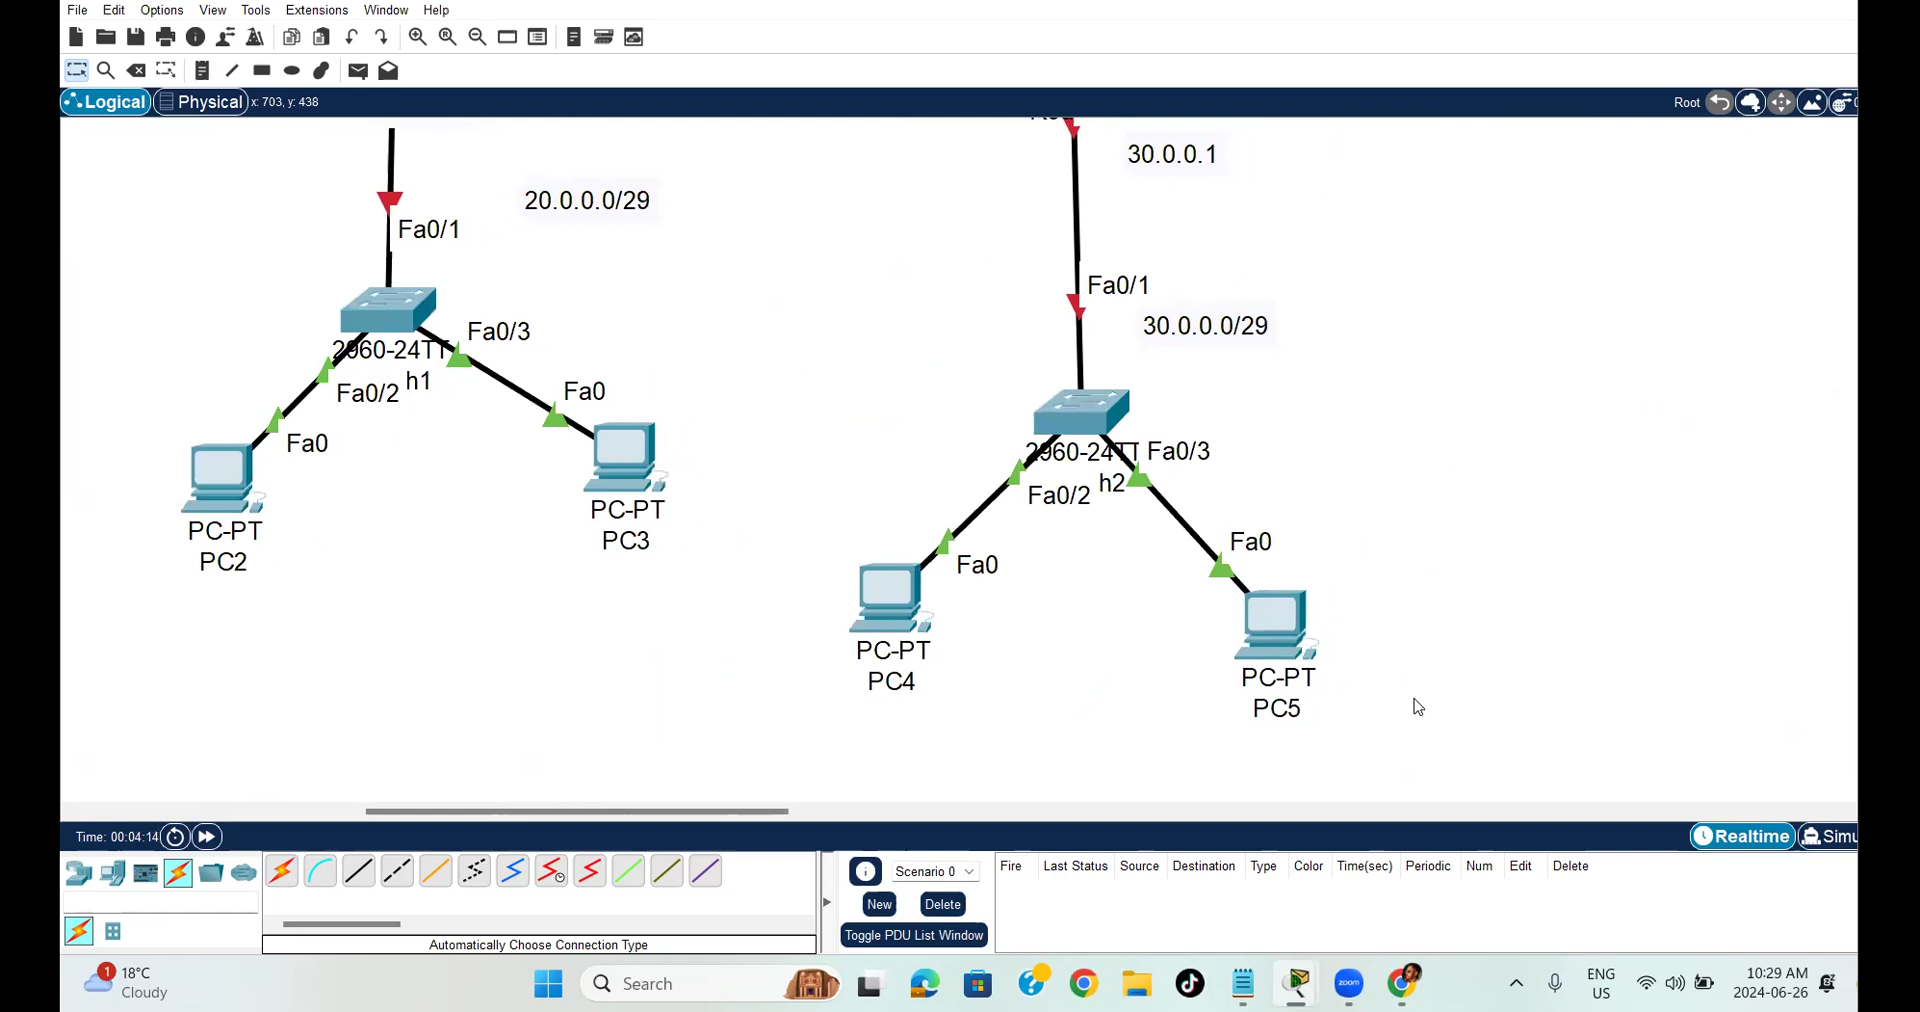 File Edit Options View Tools Extensions Window Help
Logical Physical x: 703, y: 438 Root
30.0.0.1
20.0.0.0/29
Fa0/1
Fa0/1
30.0.0.0/29
Fa0/3
2960-24TT
h1
Fa0/2
Fa0
Fa0
PC-PT
PC2
PC-PT
PC3
2960-24TT
Fa0/3
h2
Fa0/2
Fa0
Fa0
PC-PT
PC4
PC-PT
PC5
Time: 00:04:14 Realtime Simu
Scenario 0
New Delete
Toggle PDU List Window
Fire Last Status Source Destination Type Color Time(sec) Periodic Num Edit Delete
Automatically Choose Connection Type
1
18°C
Cloudy
Search
zoom
ENG
US
10:29 AM
2024-06-26